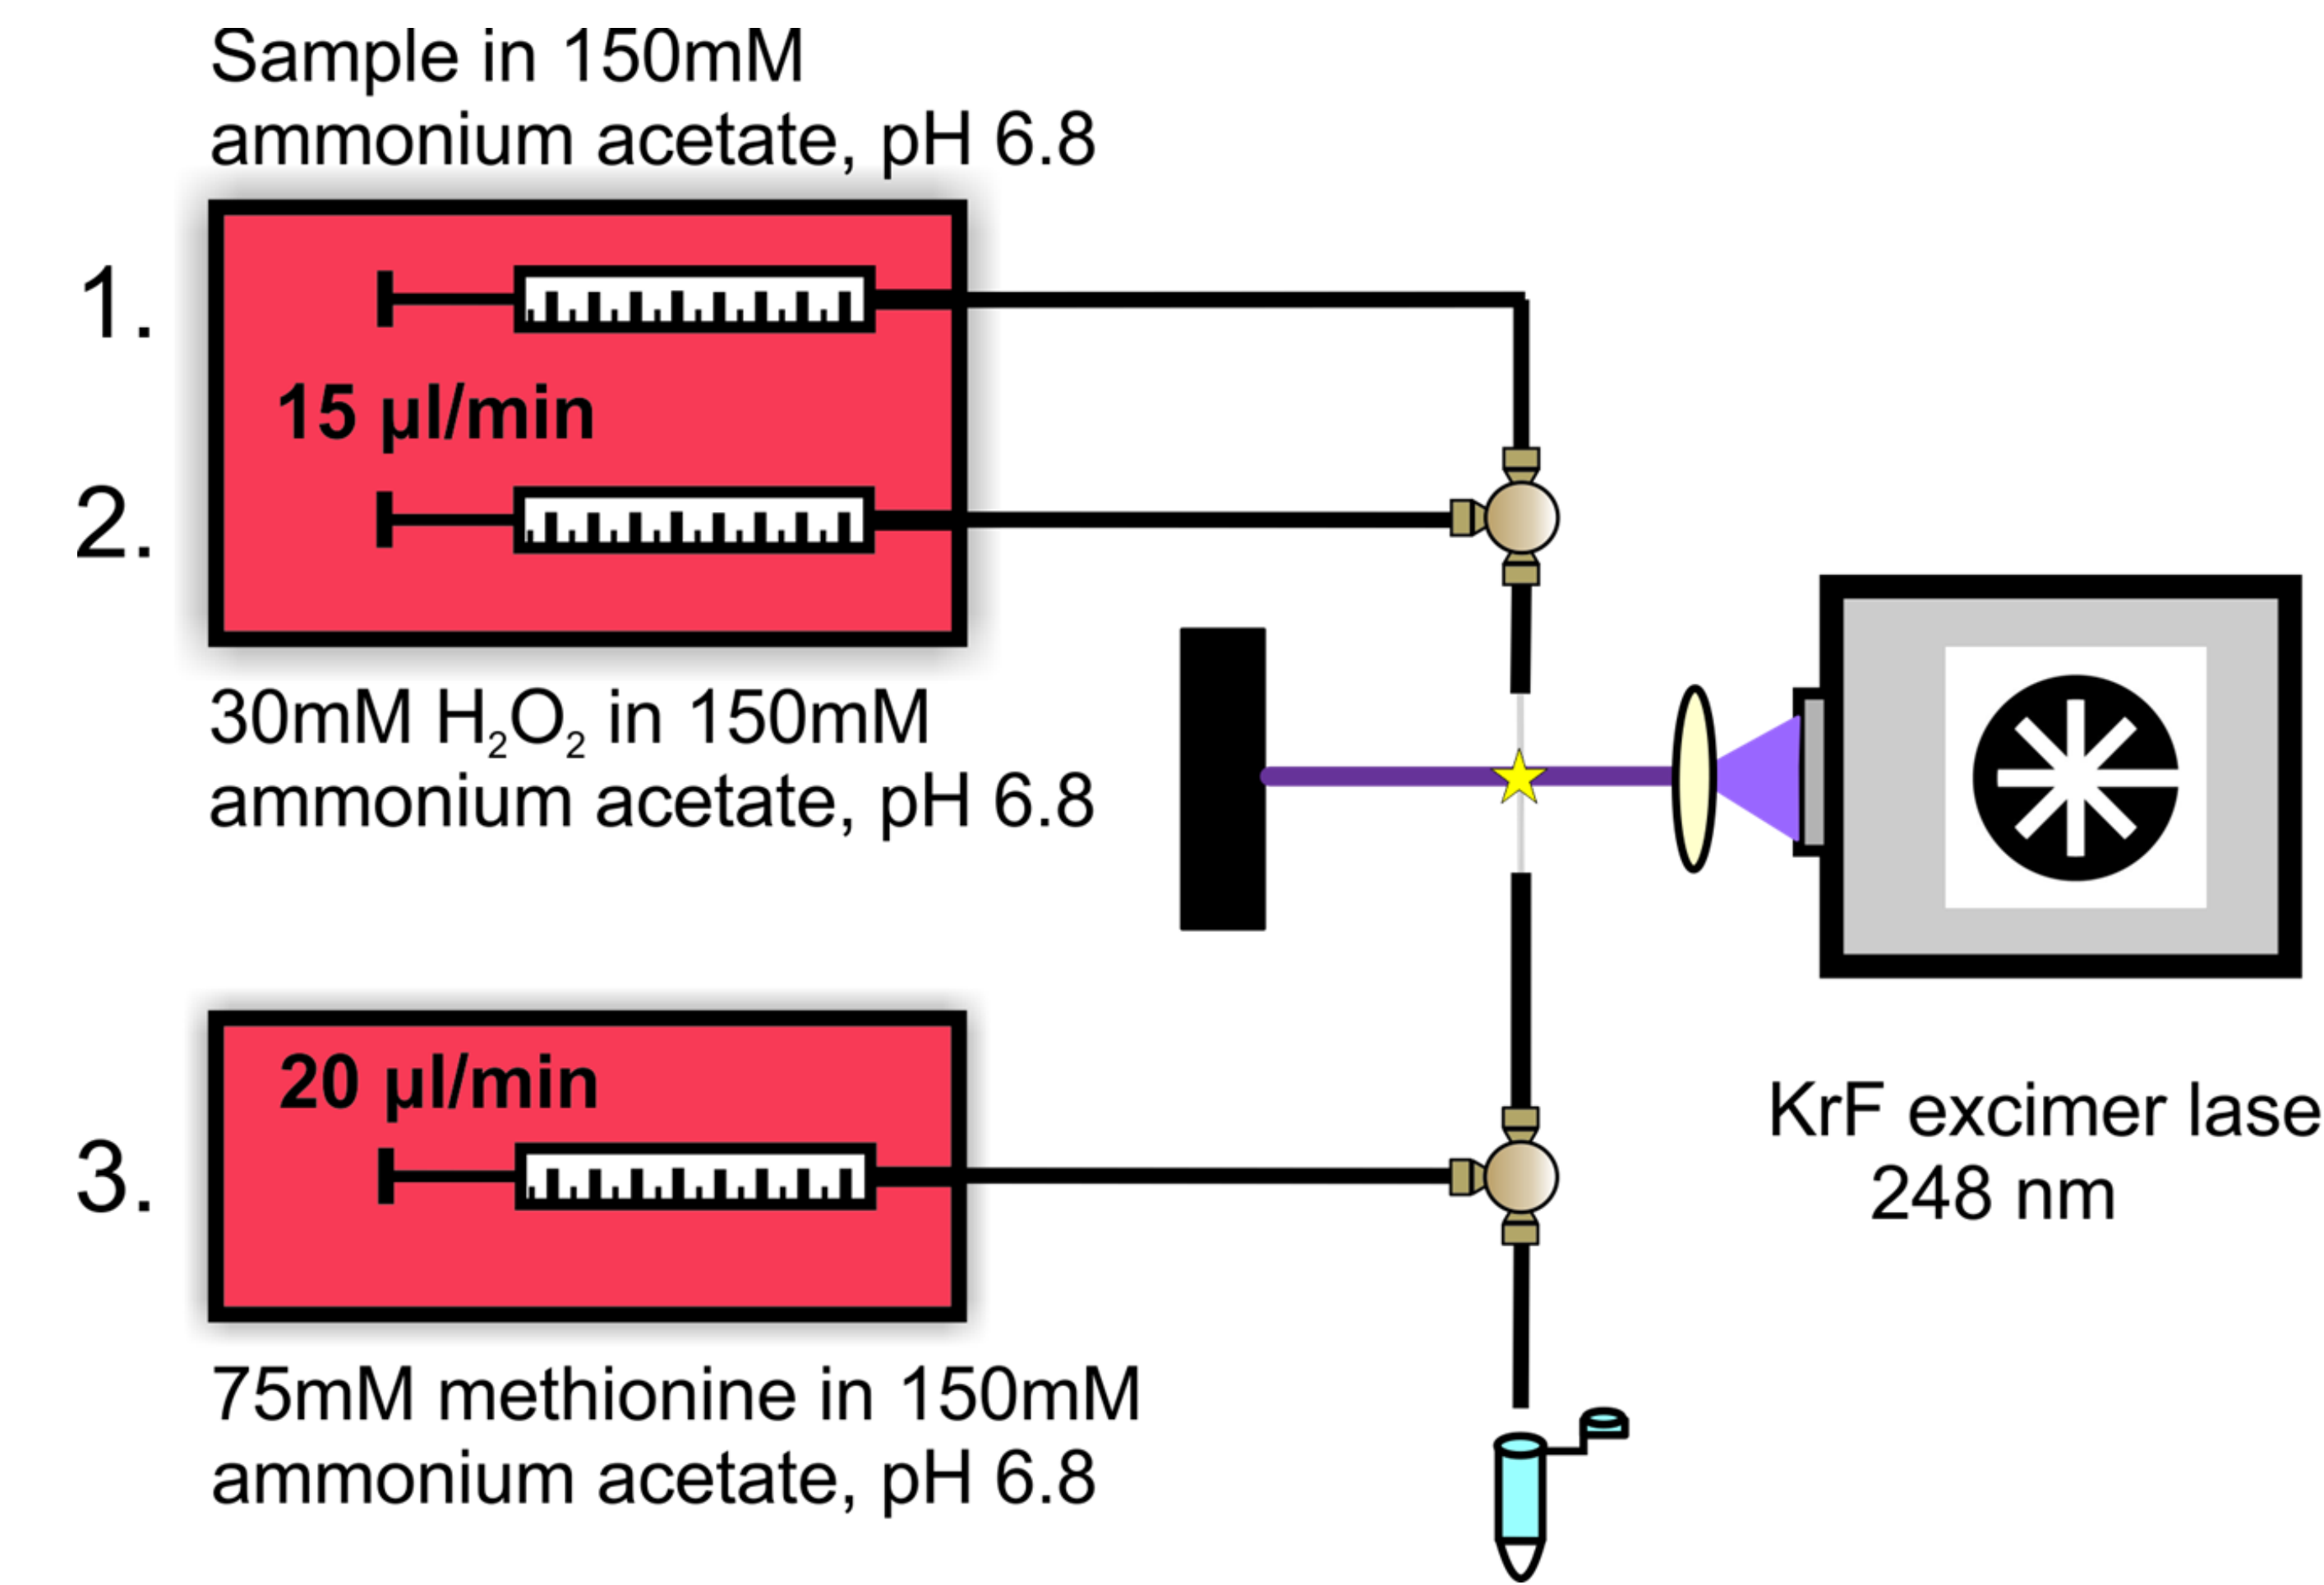 Sample in 150mM
ammonium acetate, pH 6.8
1.
15 µl/min
2.
30mM H₂O₂ in 150mM
ammonium acetate, pH 6.8
20 µl/min
3.
KrF excimer lase
248 nm
75mM methionine in 150mM
ammonium acetate, pH 6.8